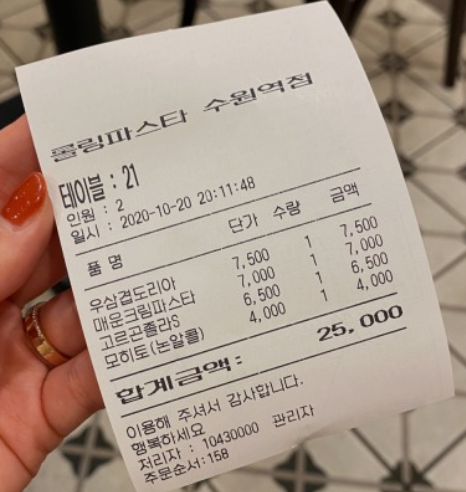 롤링파스타 수원역점
테이블 : 21
인원 : 2
일시 : 2020-10-20 20:11:48
품 명 단가 수량 금액
우삼겹도리아 7,500 1 7,500
매운크림파스타 7,000 1 7,000
고르곤졸라S 6,500 1 6,500
모히토(논알콜) 4,000 1 4,000
합계금액: 25,000
이용해 주셔서 감사합니다.
행복하세요
처리자 : 10430000 관리자
주문순서:158